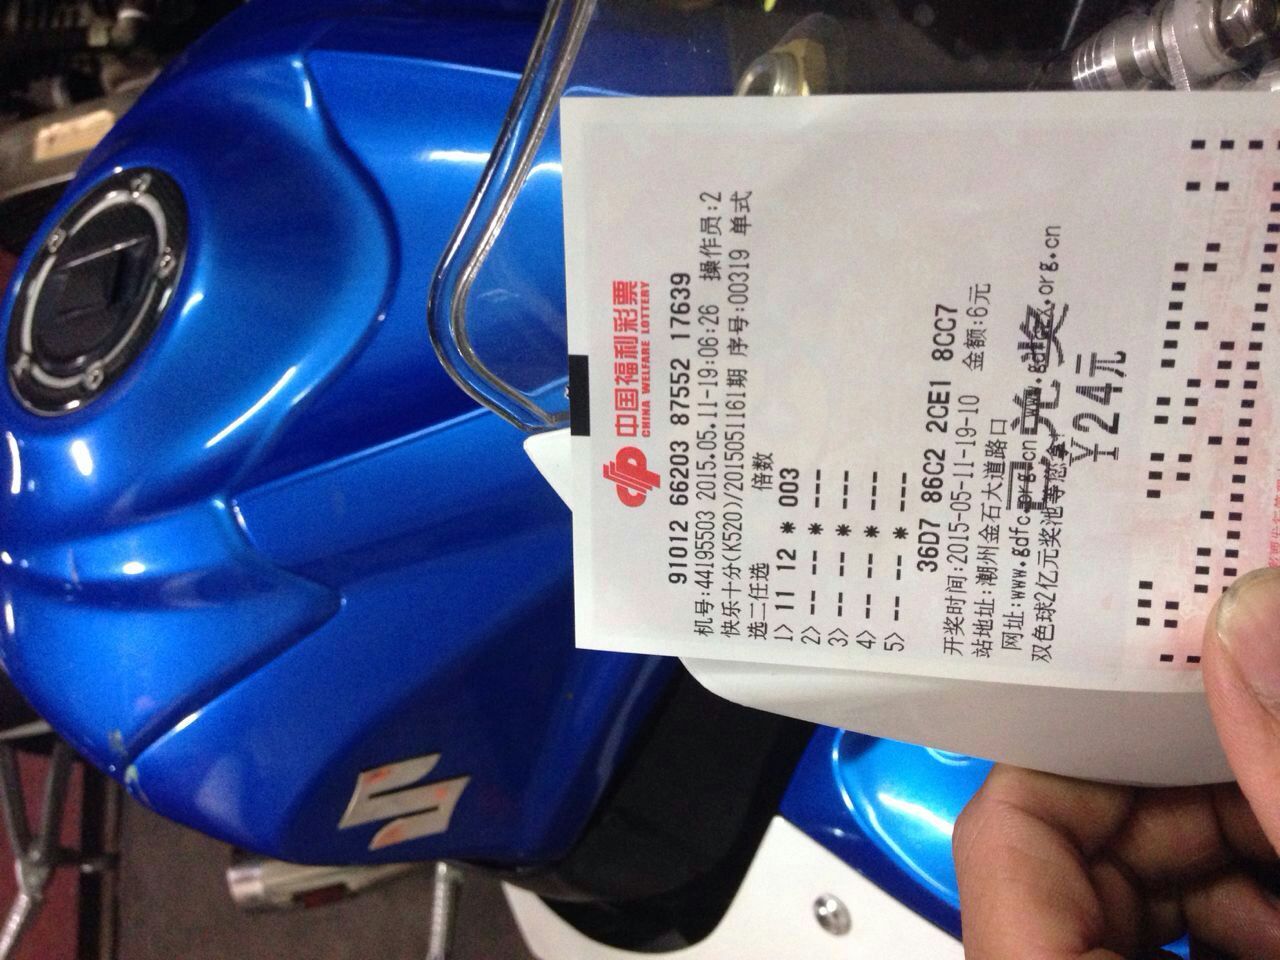 中国福利彩票
CHINA WELFARE LOTTERY
91012 66203 87552 17639
机号:44195503 2015.05.11-19:06:26 操作员:2
快乐十分(K520)/2015051161期 序号:00319 单式
选二任选 倍数
1> 11 12 * 003
2> -- -- * ---
3> -- -- * ---
4> -- -- * ---
5> -- -- * ---
36D7 86C2 2CE1 8CC7
开奖时间:2015-05-11-19-10 金额:6元
站地址:潮州金石大道路口
网址:www.gdfc.org.cn www.gdfczx.org.cn
双色球2亿元奖池等您拿!
已兑奖
¥24元